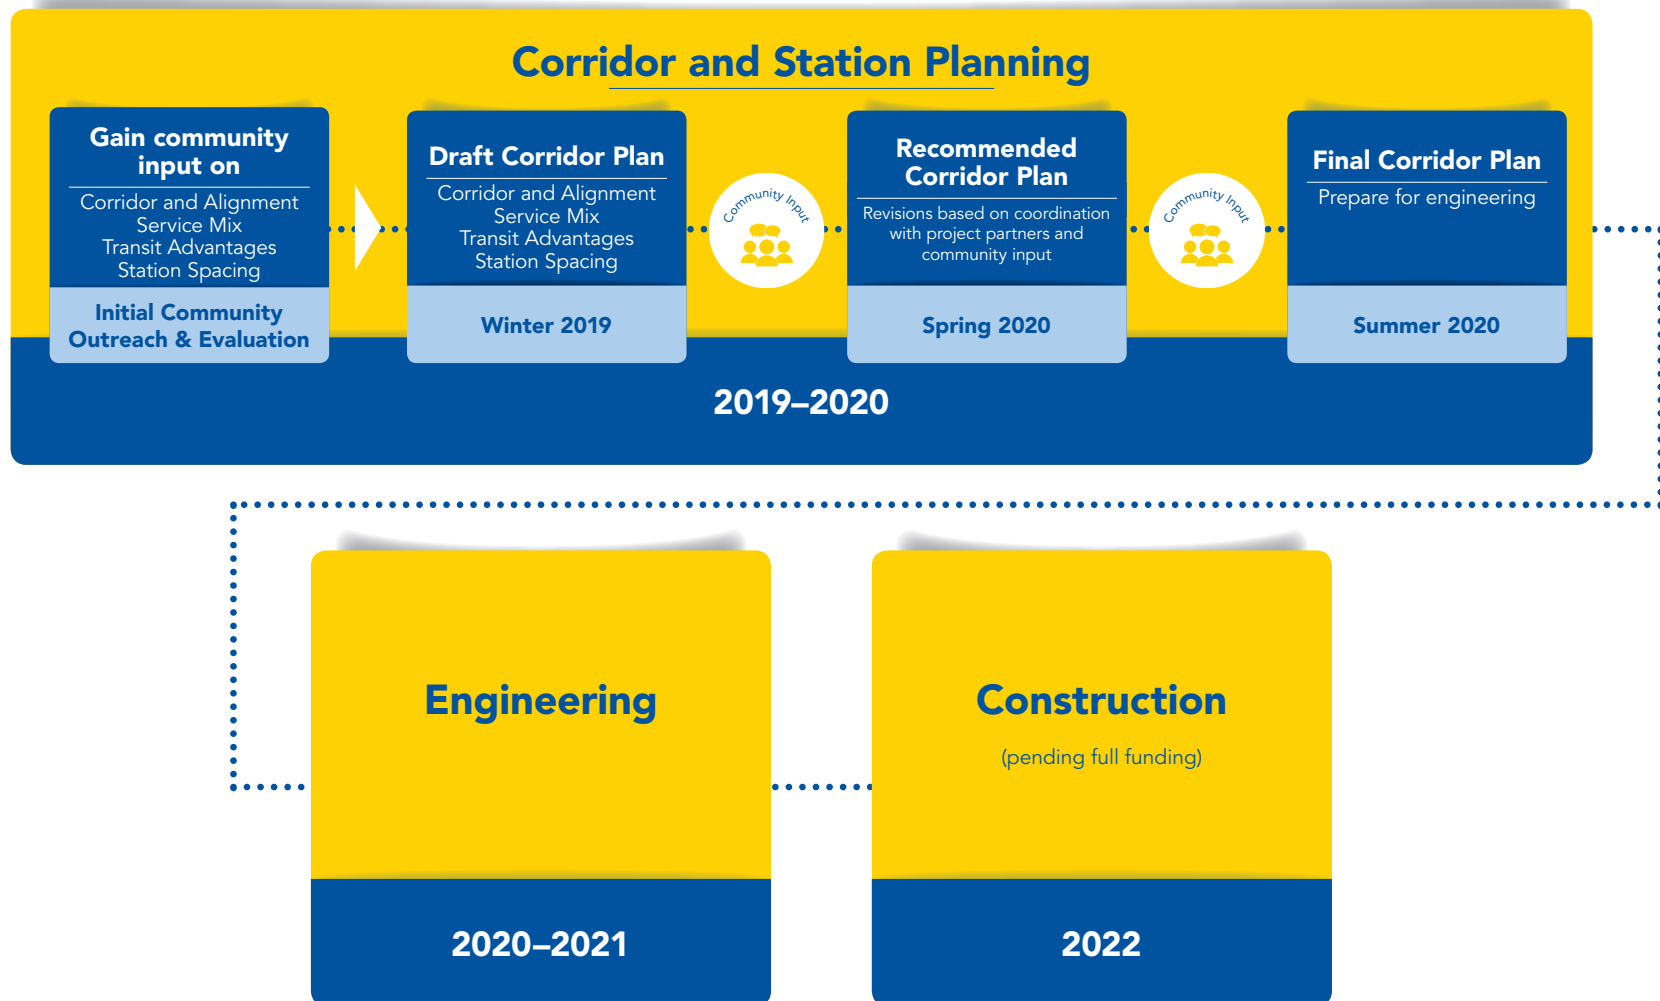 Corridor and Station Planning
Gain community
input on
Corridor and Alignment
Service Mix
Transit Advantages
Station Spacing
Initial Community
Outreach & Evaluation
Draft Corridor Plan
Corridor and Alignment
Service Mix
Transit Advantages
Station Spacing
Winter 2019
Community Input
Recommended
Corridor Plan
Revisions based on coordination
with project partners and
community input
Spring 2020
Community Input
Final Corridor Plan
Prepare for engineering
Summer 2020
2019–2020
Engineering
2020–2021
Construction
(pending full funding)
2022